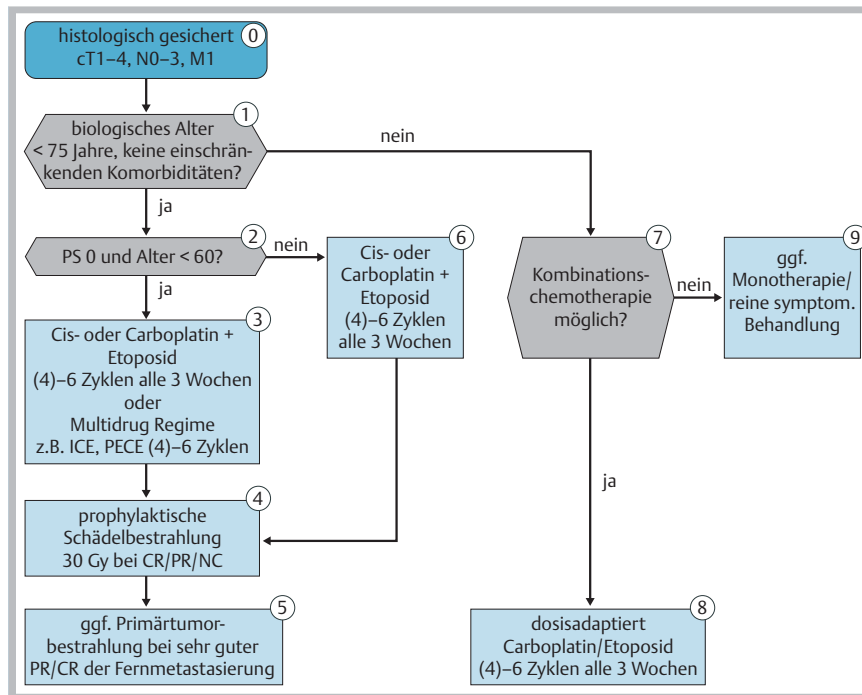 histologisch gesichert
cT1–4, N0–3, M1
0
biologisches Alter
< 75 Jahre, keine einschrän-
kenden Komorbiditäten?
1
nein
ja
PS 0 und Alter < 60?
2
nein
ja
Cis- oder
Carboplatin +
Etoposid
(4)–6 Zyklen
alle 3 Wochen
6
Kombinations-
chemotherapie
möglich?
7
nein
ja
ggf.
Monotherapie/
reine symptom.
Behandlung
9
Cis- oder Carboplatin +
Etoposid
(4)–6 Zyklen alle 3 Wochen
oder
Multidrug Regime
z.B. ICE, PECE (4)–6 Zyklen
3
prophylaktische
Schädelbestrahlung
30 Gy bei CR/PR/NC
4
ggf. Primärtumor-
bestrahlung bei sehr guter
PR/CR der Fernmetastasierung
5
dosisadaptiert
Carboplatin/Etoposid
(4)–6 Zyklen alle 3 Wochen
8